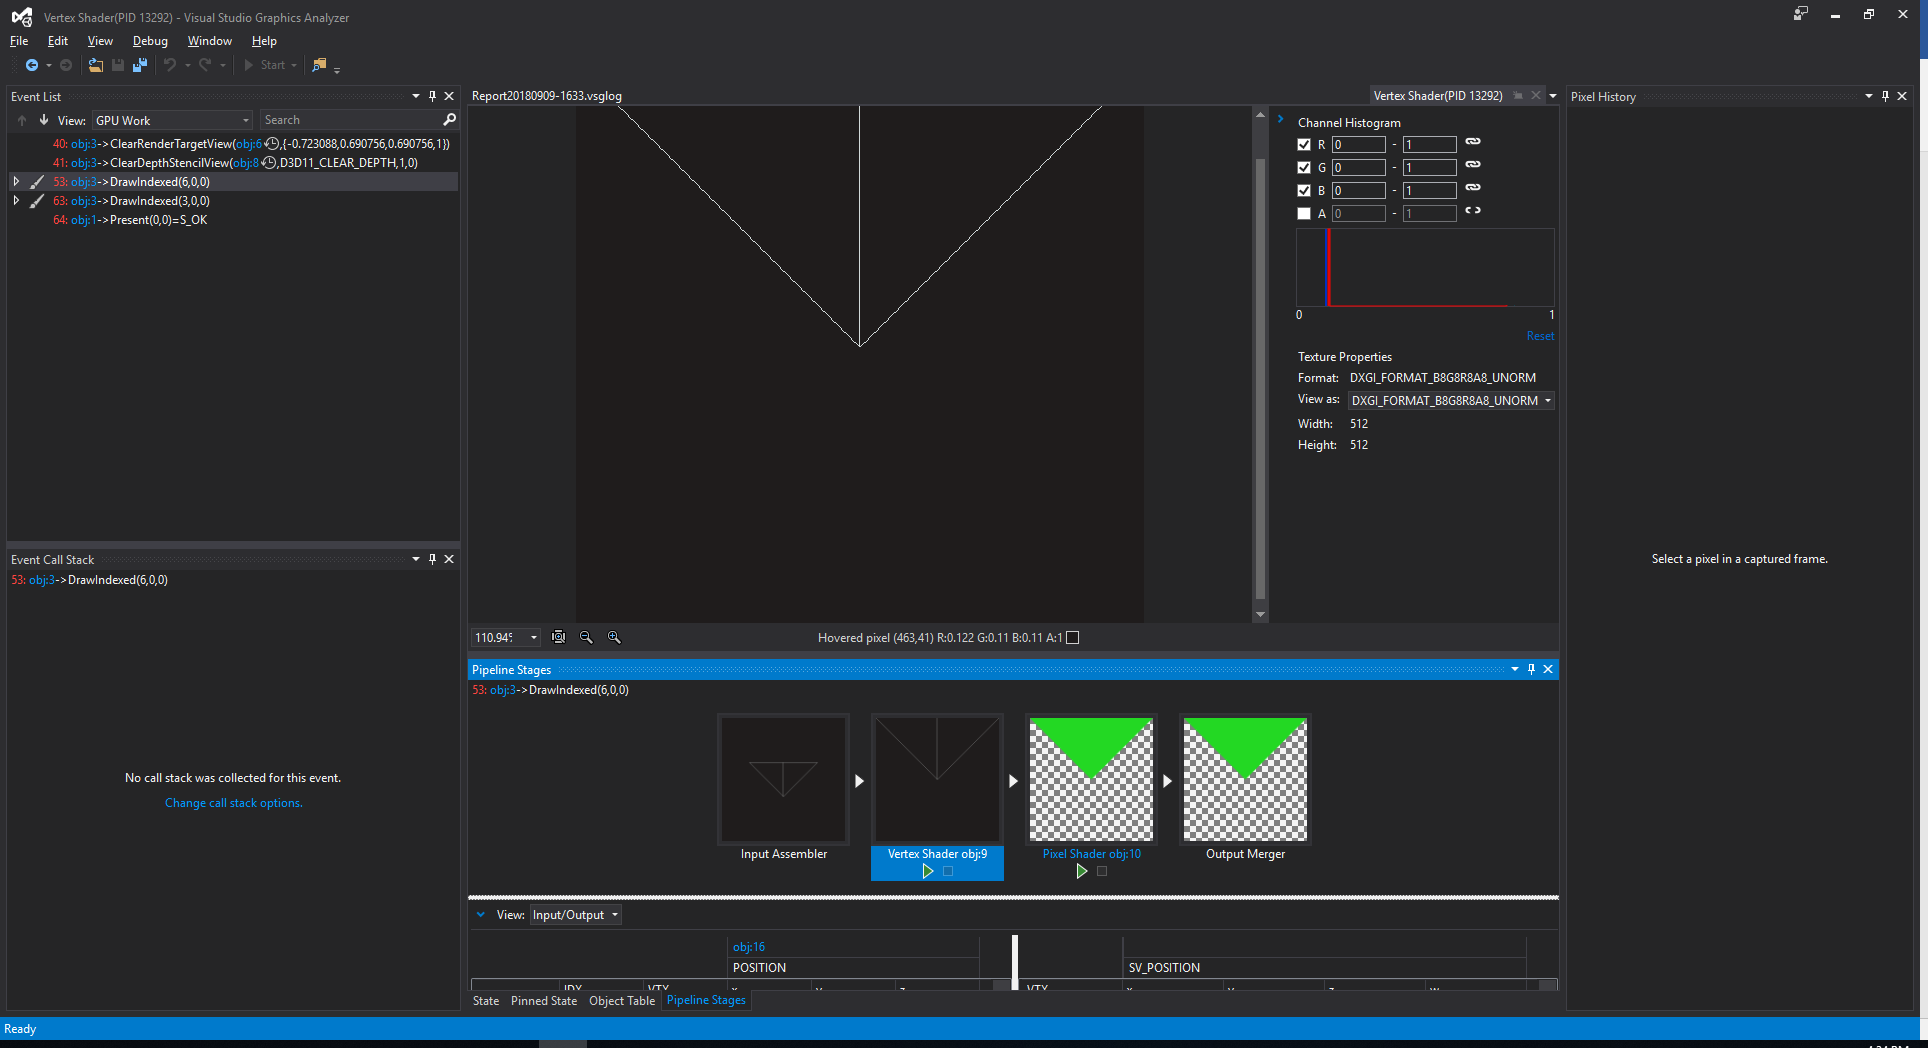 Vertex Shader(PID 13292) - Visual Studio Graphics Analyzer
File Edit View Debug Window Help
Start
Event List
View: GPU Work Search
40: obj:3->ClearRenderTargetView(obj:6,{-0.723088,0.690756,0.690756,1})
41: obj:3->ClearDepthStencilView(obj:8,D3D11_CLEAR_DEPTH,1,0)
53: obj:3->DrawIndexed(6,0,0)
63: obj:3->DrawIndexed(3,0,0)
64: obj:1->Present(0,0)=S_OK
Event Call Stack
53: obj:3->DrawIndexed(6,0,0)
No call stack was collected for this event.
Change call stack options.
Report20180909-1633.vsglog
Vertex Shader(PID 13292)
Channel Histogram
R 0 - 1
G 0 - 1
B 0 - 1
A 0 - 1
0 1
Reset
Texture Properties
Format: DXGI_FORMAT_B8G8R8A8_UNORM
View as: DXGI_FORMAT_B8G8R8A8_UNORM
Width: 512
Height: 512
110.94%
Hovered pixel (463,41) R:0.122 G:0.11 B:0.11 A:1
Pipeline Stages
53: obj:3->DrawIndexed(6,0,0)
Input Assembler
Vertex Shader obj:9
Pixel Shader obj:10
Output Merger
View: Input/Output
obj:16
POSITION SV_POSITION
IDX VTX x y z VTX x y z w
State Pinned State Object Table Pipeline Stages
Pixel History
Select a pixel in a captured frame.
Ready